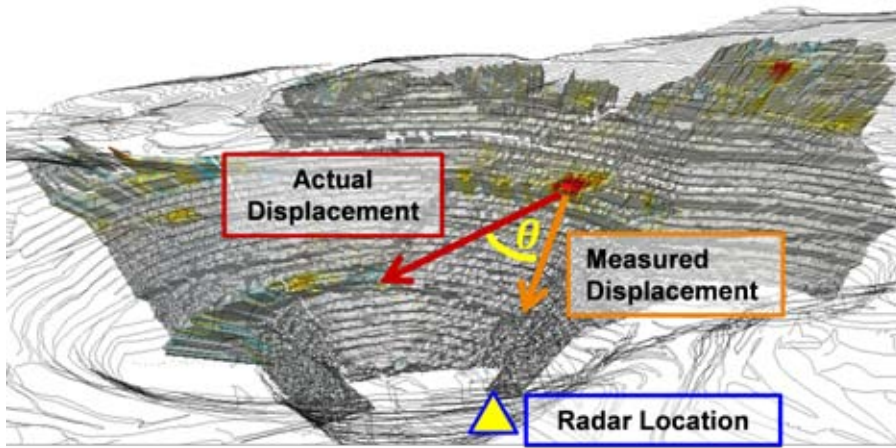 Actual
Displacement
θ
Measured
Displacement
Radar Location